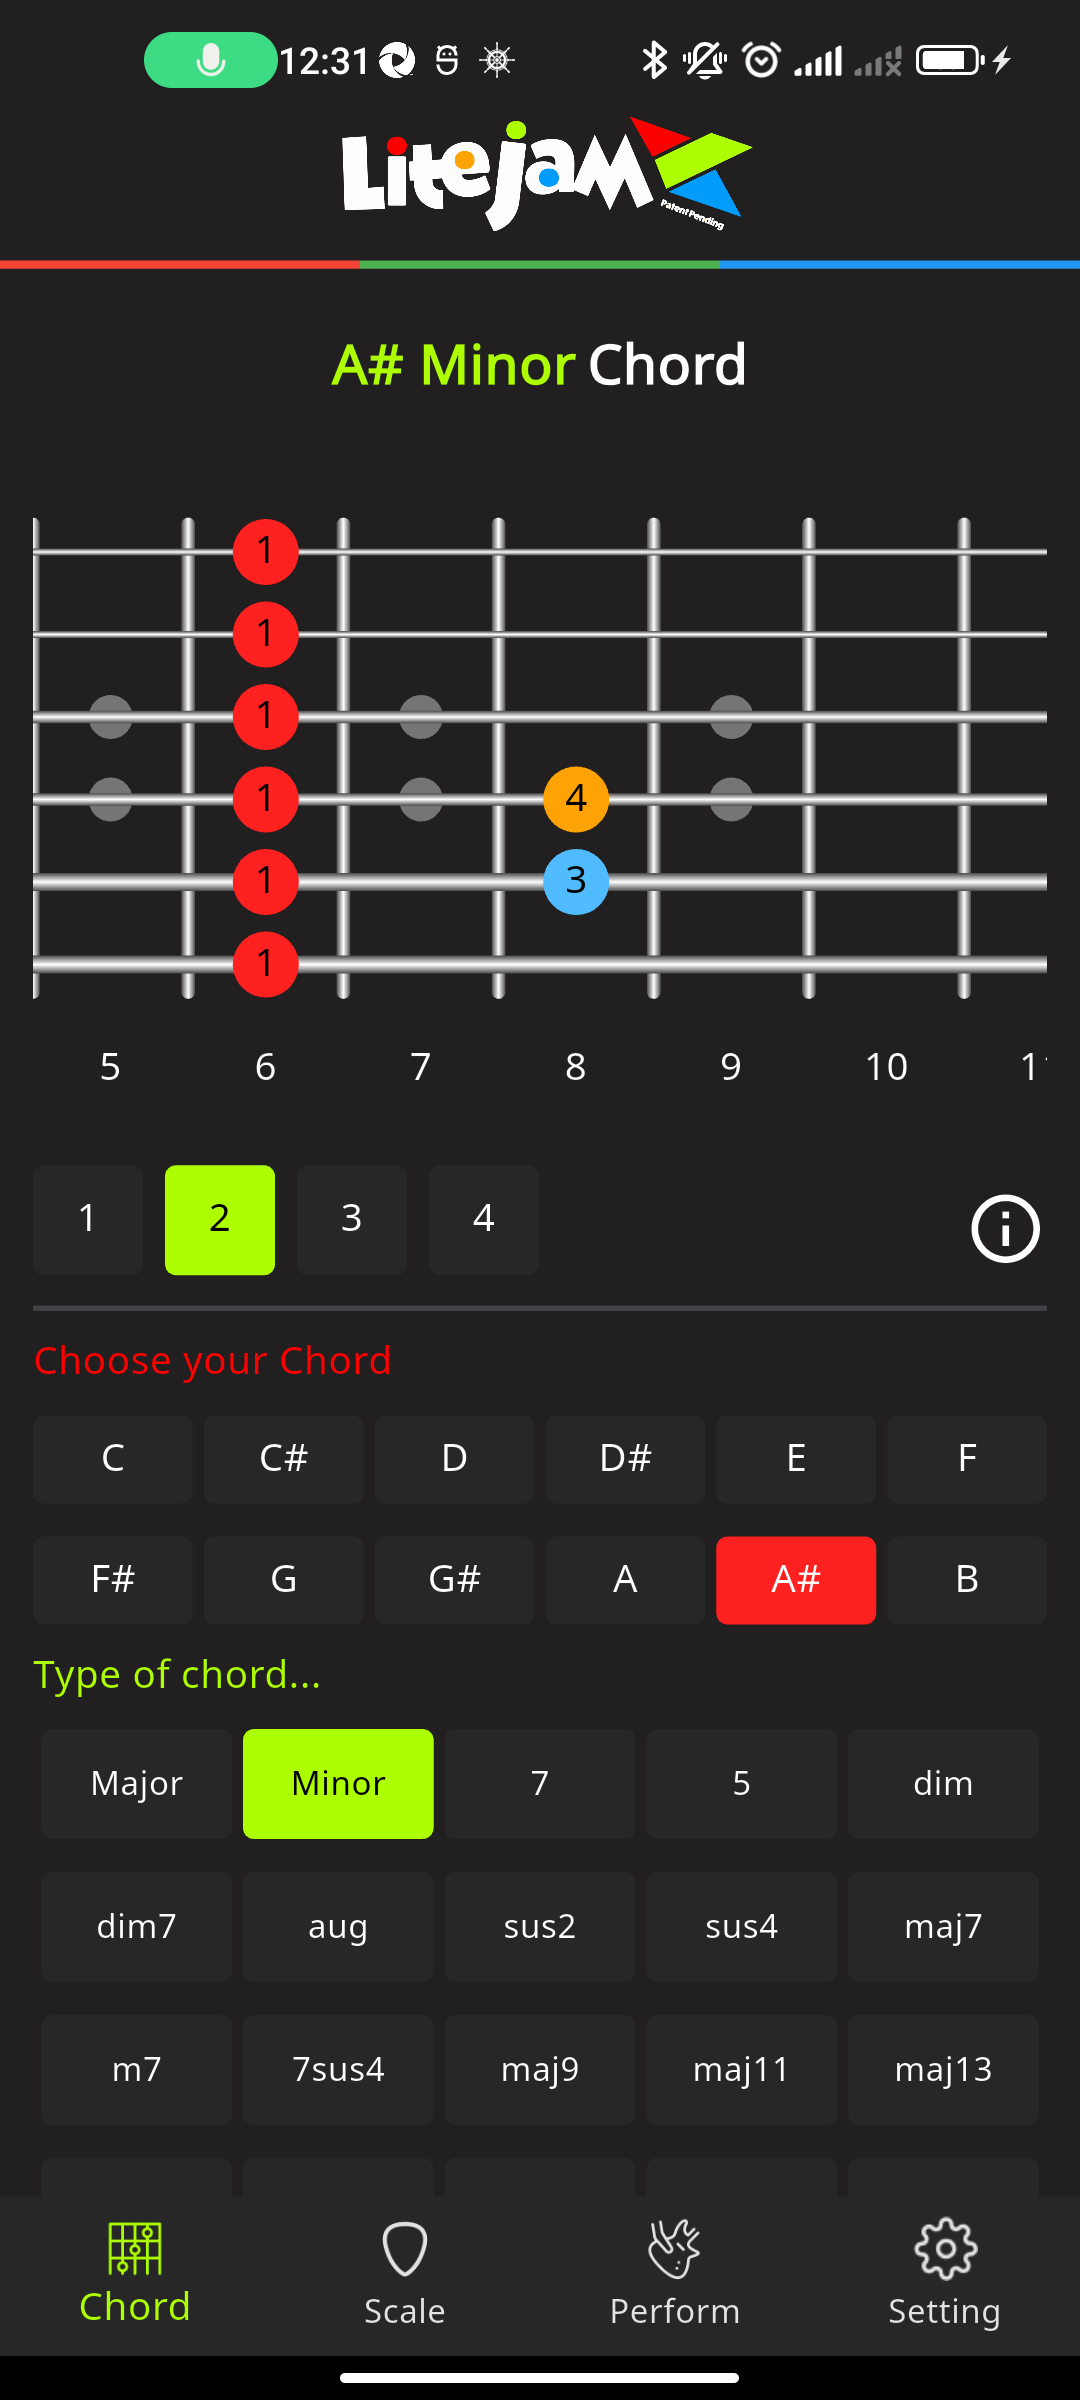 12:31
Litejam
Patent Pending
A# Minor Chord
1
1
1
1 4
1 3
1
5 6 7 8 9 10
1 2 3 4
Choose your Chord
C C# D D# E F
F# G G# A A# B
Type of chord...
Major Minor 7 5 dim
dim7 aug sus2 sus4 maj7
m7 7sus4 maj9 maj11 maj13
Chord Scale Perform Setting